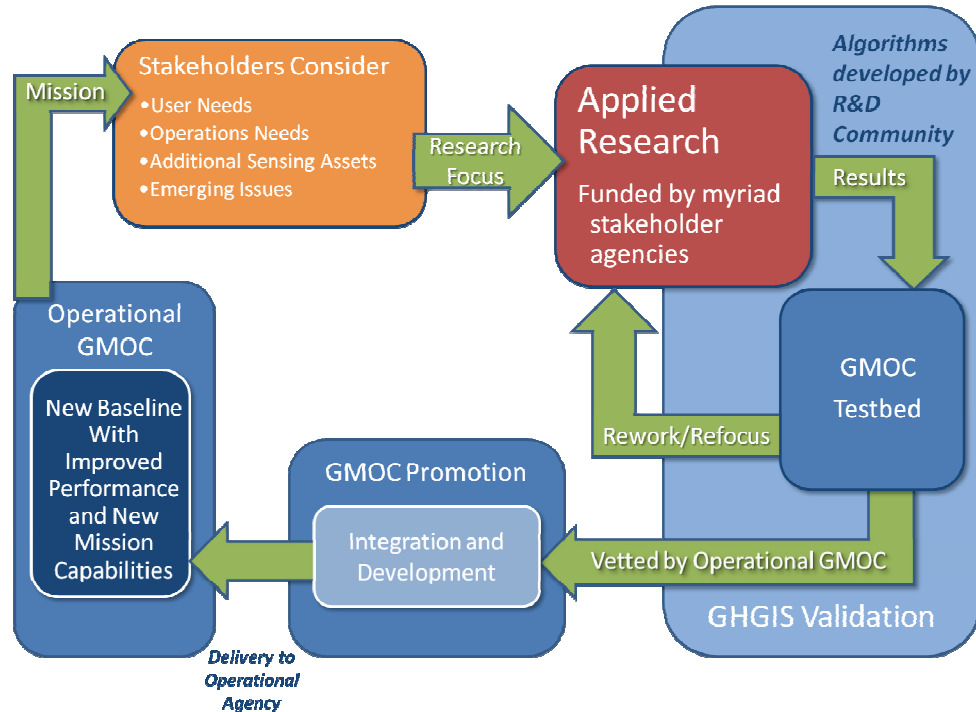 Mission
Stakeholders Consider
•User Needs
•Operations Needs
•Additional Sensing Assets
•Emerging Issues
Research
Focus
Applied
Research
Funded by myriad
stakeholder
agencies
Algorithms
developed by
R&D
Community
Results
GMOC
Testbed
Rework/Refocus
Vetted by Operational GMOC
GHGIS Validation
GMOC Promotion
Integration and
Development
Delivery to
Operational
Agency
Operational
GMOC
New Baseline
With
Improved
Performance
and New
Mission
Capabilities